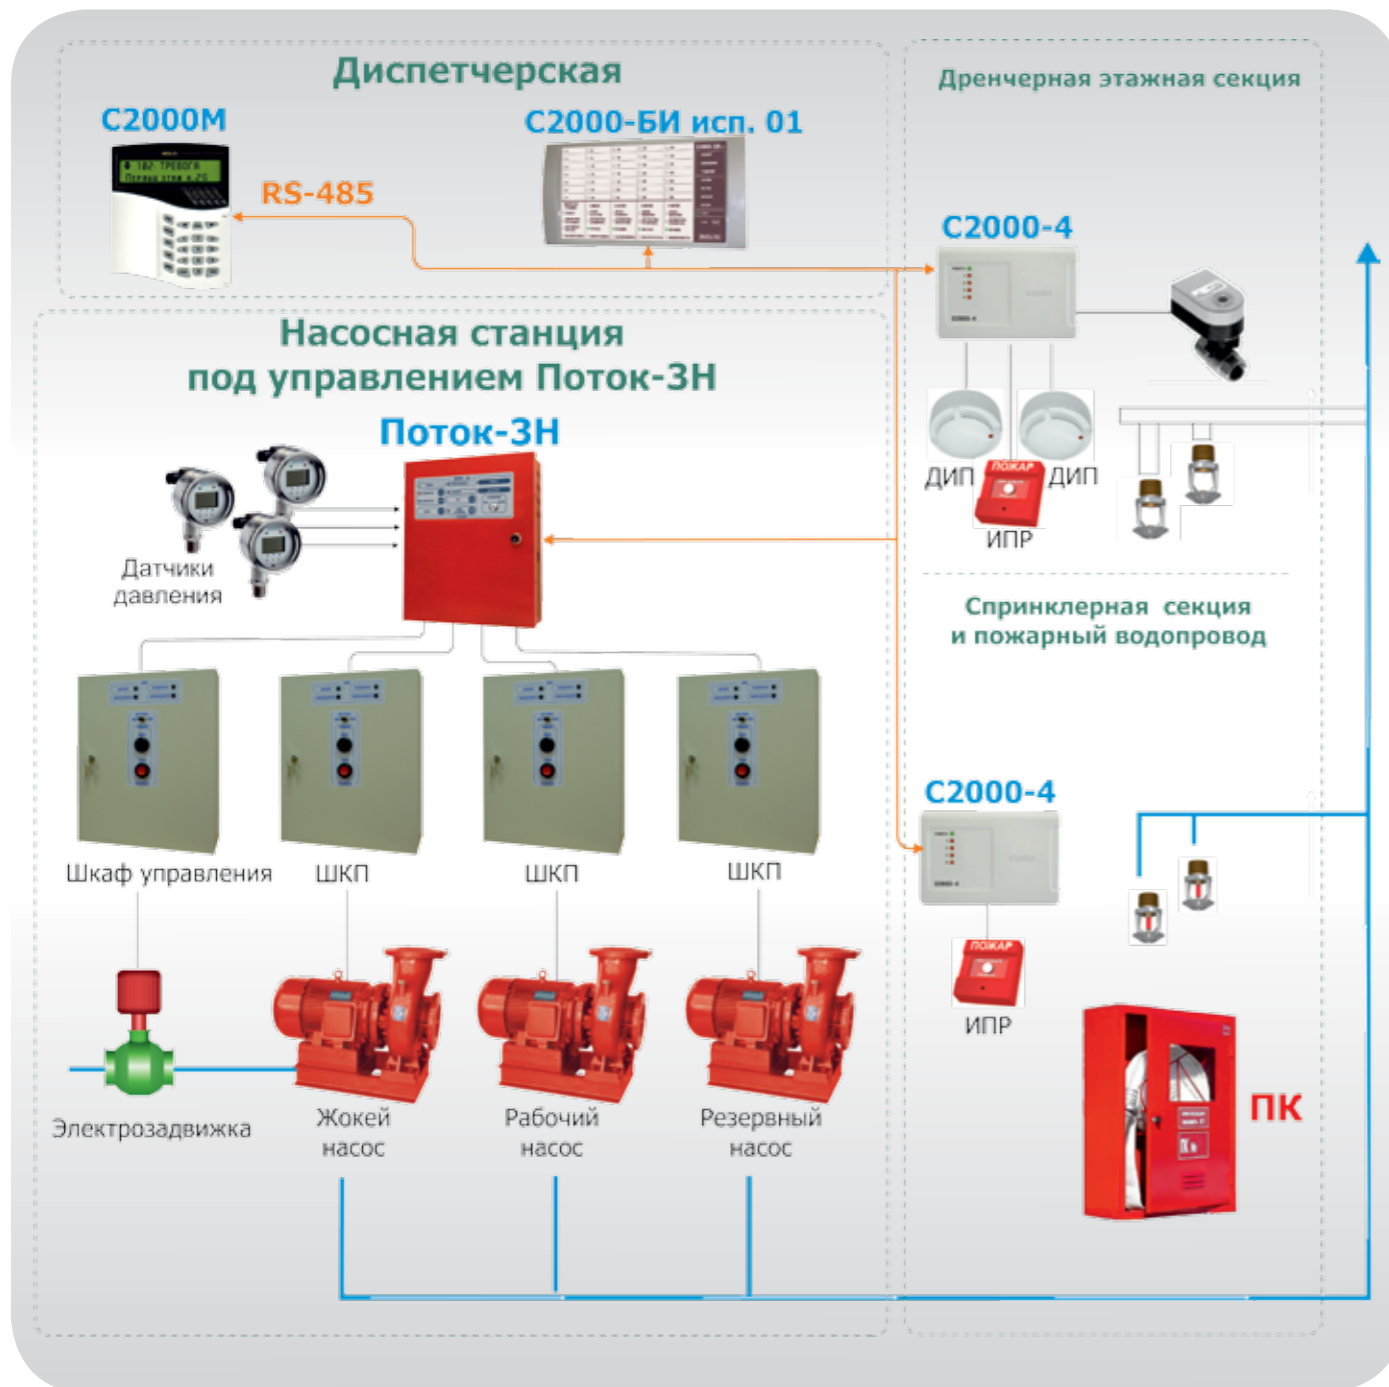 Диспетчерская
С2000М
С2000-БИ исп. 01
RS-485
102 ТРЕВОГА
Насосная станция
под управлением Поток-3Н
Поток-3Н
Датчики
давления
Шкаф управления
ШКП
ШКП
ШКП
Электрозадвижка
Жокей
насос
Рабочий
насос
Резервный
насос
Дренчерная этажная секция
С2000-4
ДИП
ПОЖАР
ДИП
ИПР
Спринклерная секция
и пожарный водопровод
С2000-4
ПОЖАР
ИПР
ПК